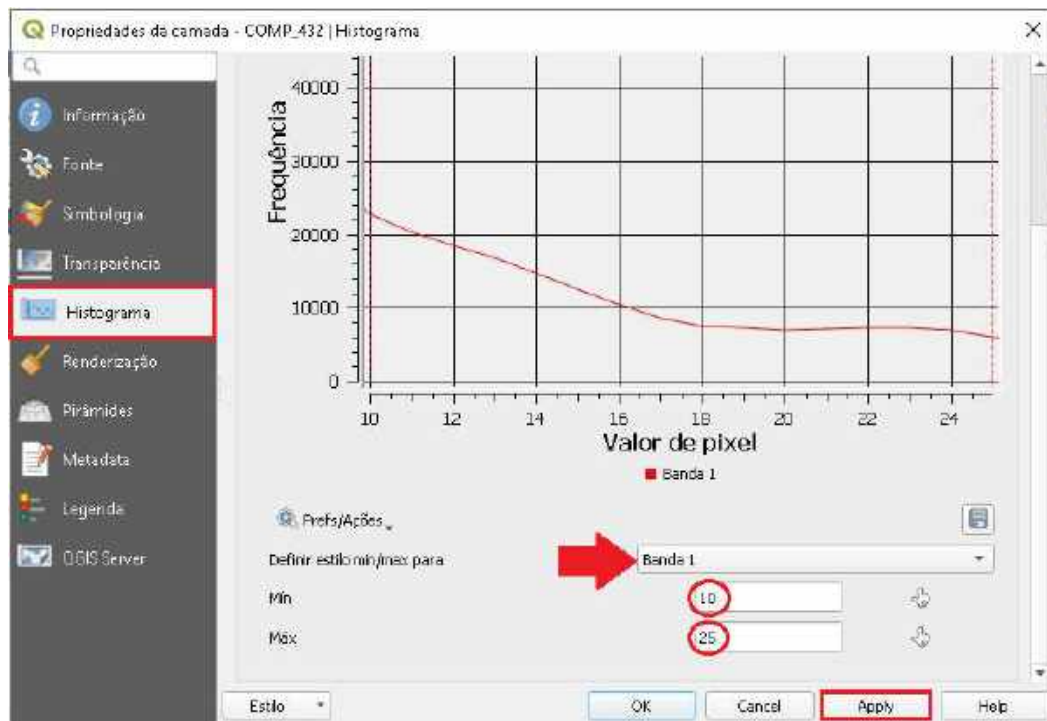 Propriedades da camada - COMP_432 | Histograma
Informação
Fonte
Simbologia
Transparência
Histograma
Renderização
Pirâmides
Metadata
Legenda
QGIS Server
Frequência
40000
30000
20000
10000
0
10 12 14 16 18 20 22 24
Valor de pixel
Banda 1
Prefs/Ações
Definir estilo min/max para
Banda 1
Mín
10
Máx
25
Estilo
OK
Cancel
Apply
Help